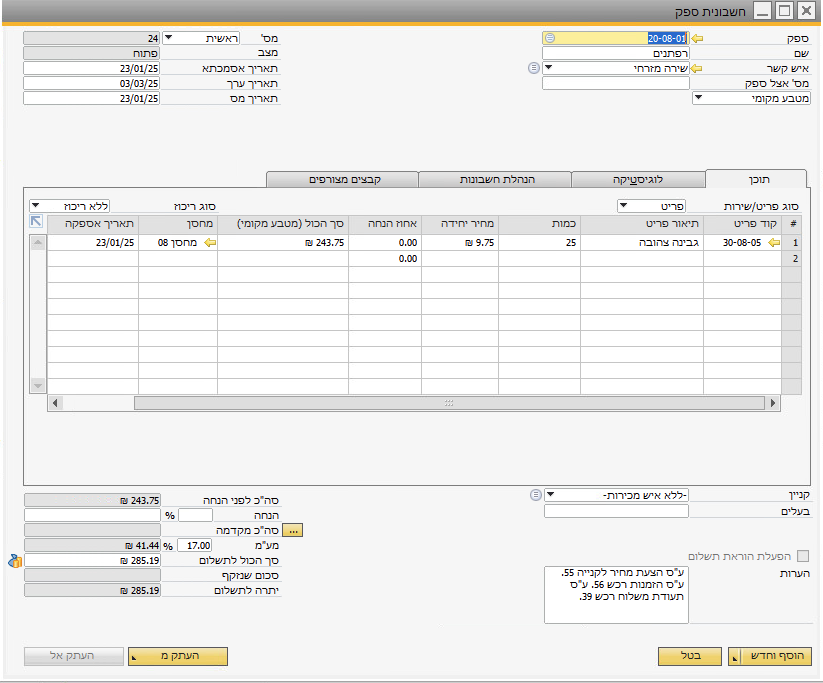 חשבונית ספק
ספק 20-08-01
שם רפתנים
איש קשר שירה מזרחי
מס' אצל ספק
מטבע מקומי
מס' ראשית 24
מצב פתוח
תאריך אסמכתא 23/01/25
תאריך ערך 03/03/25
תאריך מס 23/01/25
תוכן לוגיסטיקה הנהלת חשבונות קבצים מצורפים
סוג פריט/שירות פריט סוג ריכוז ללא ריכוז
# קוד פריט תיאור פריט כמות מחיר יחידה אחוז הנחה סך הכול (מטבע מקומי) מחסן תאריך אספקה
1 30-08-05 גבינה צהובה 25 9.75 ₪ 0.00 243.75 ₪ מחסן 08 23/01/25
2 0.00
קניין -ללא איש מכירות-
בעלים
סה"כ לפני הנחה 243.75 ₪
הנחה %
סה"כ מקדמה ...
מע"מ 17.00 % 41.44 ₪
סך הכול לתשלום 285.19 ₪
סכום שנזקף
יתרה לתשלום 285.19 ₪
הפעלת הוראת תשלום
הערות
ע"ס הצעת מחיר לקנייה 55.
ע"ס הזמנות רכש 56. ע"ס
תעודת משלוח רכש 39.
הוסף וחדש בטל העתק מ העתק אל